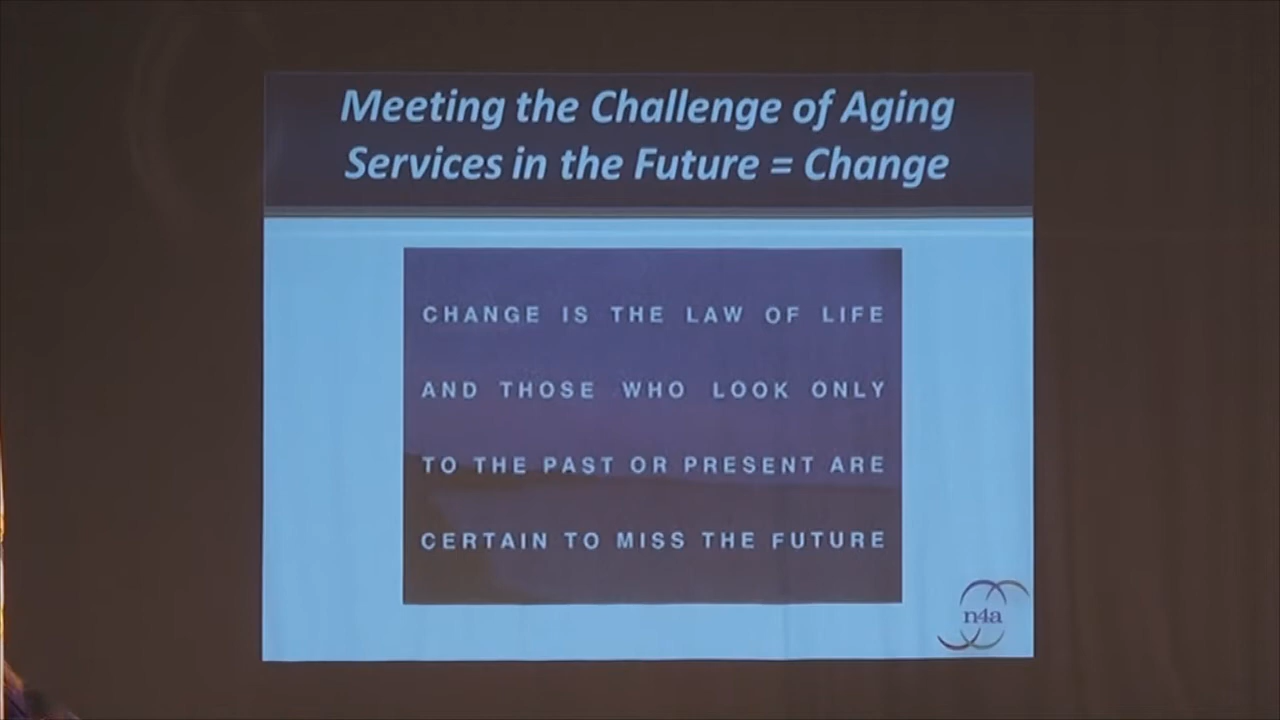 Meeting the Challenge of Aging
Services in the Future = Change
CHANGE IS THE LAW OF LIFE
AND THOSE WHO LOOK ONLY
TO THE PAST OR PRESENT ARE
CERTAIN TO MISS THE FUTURE
n4a